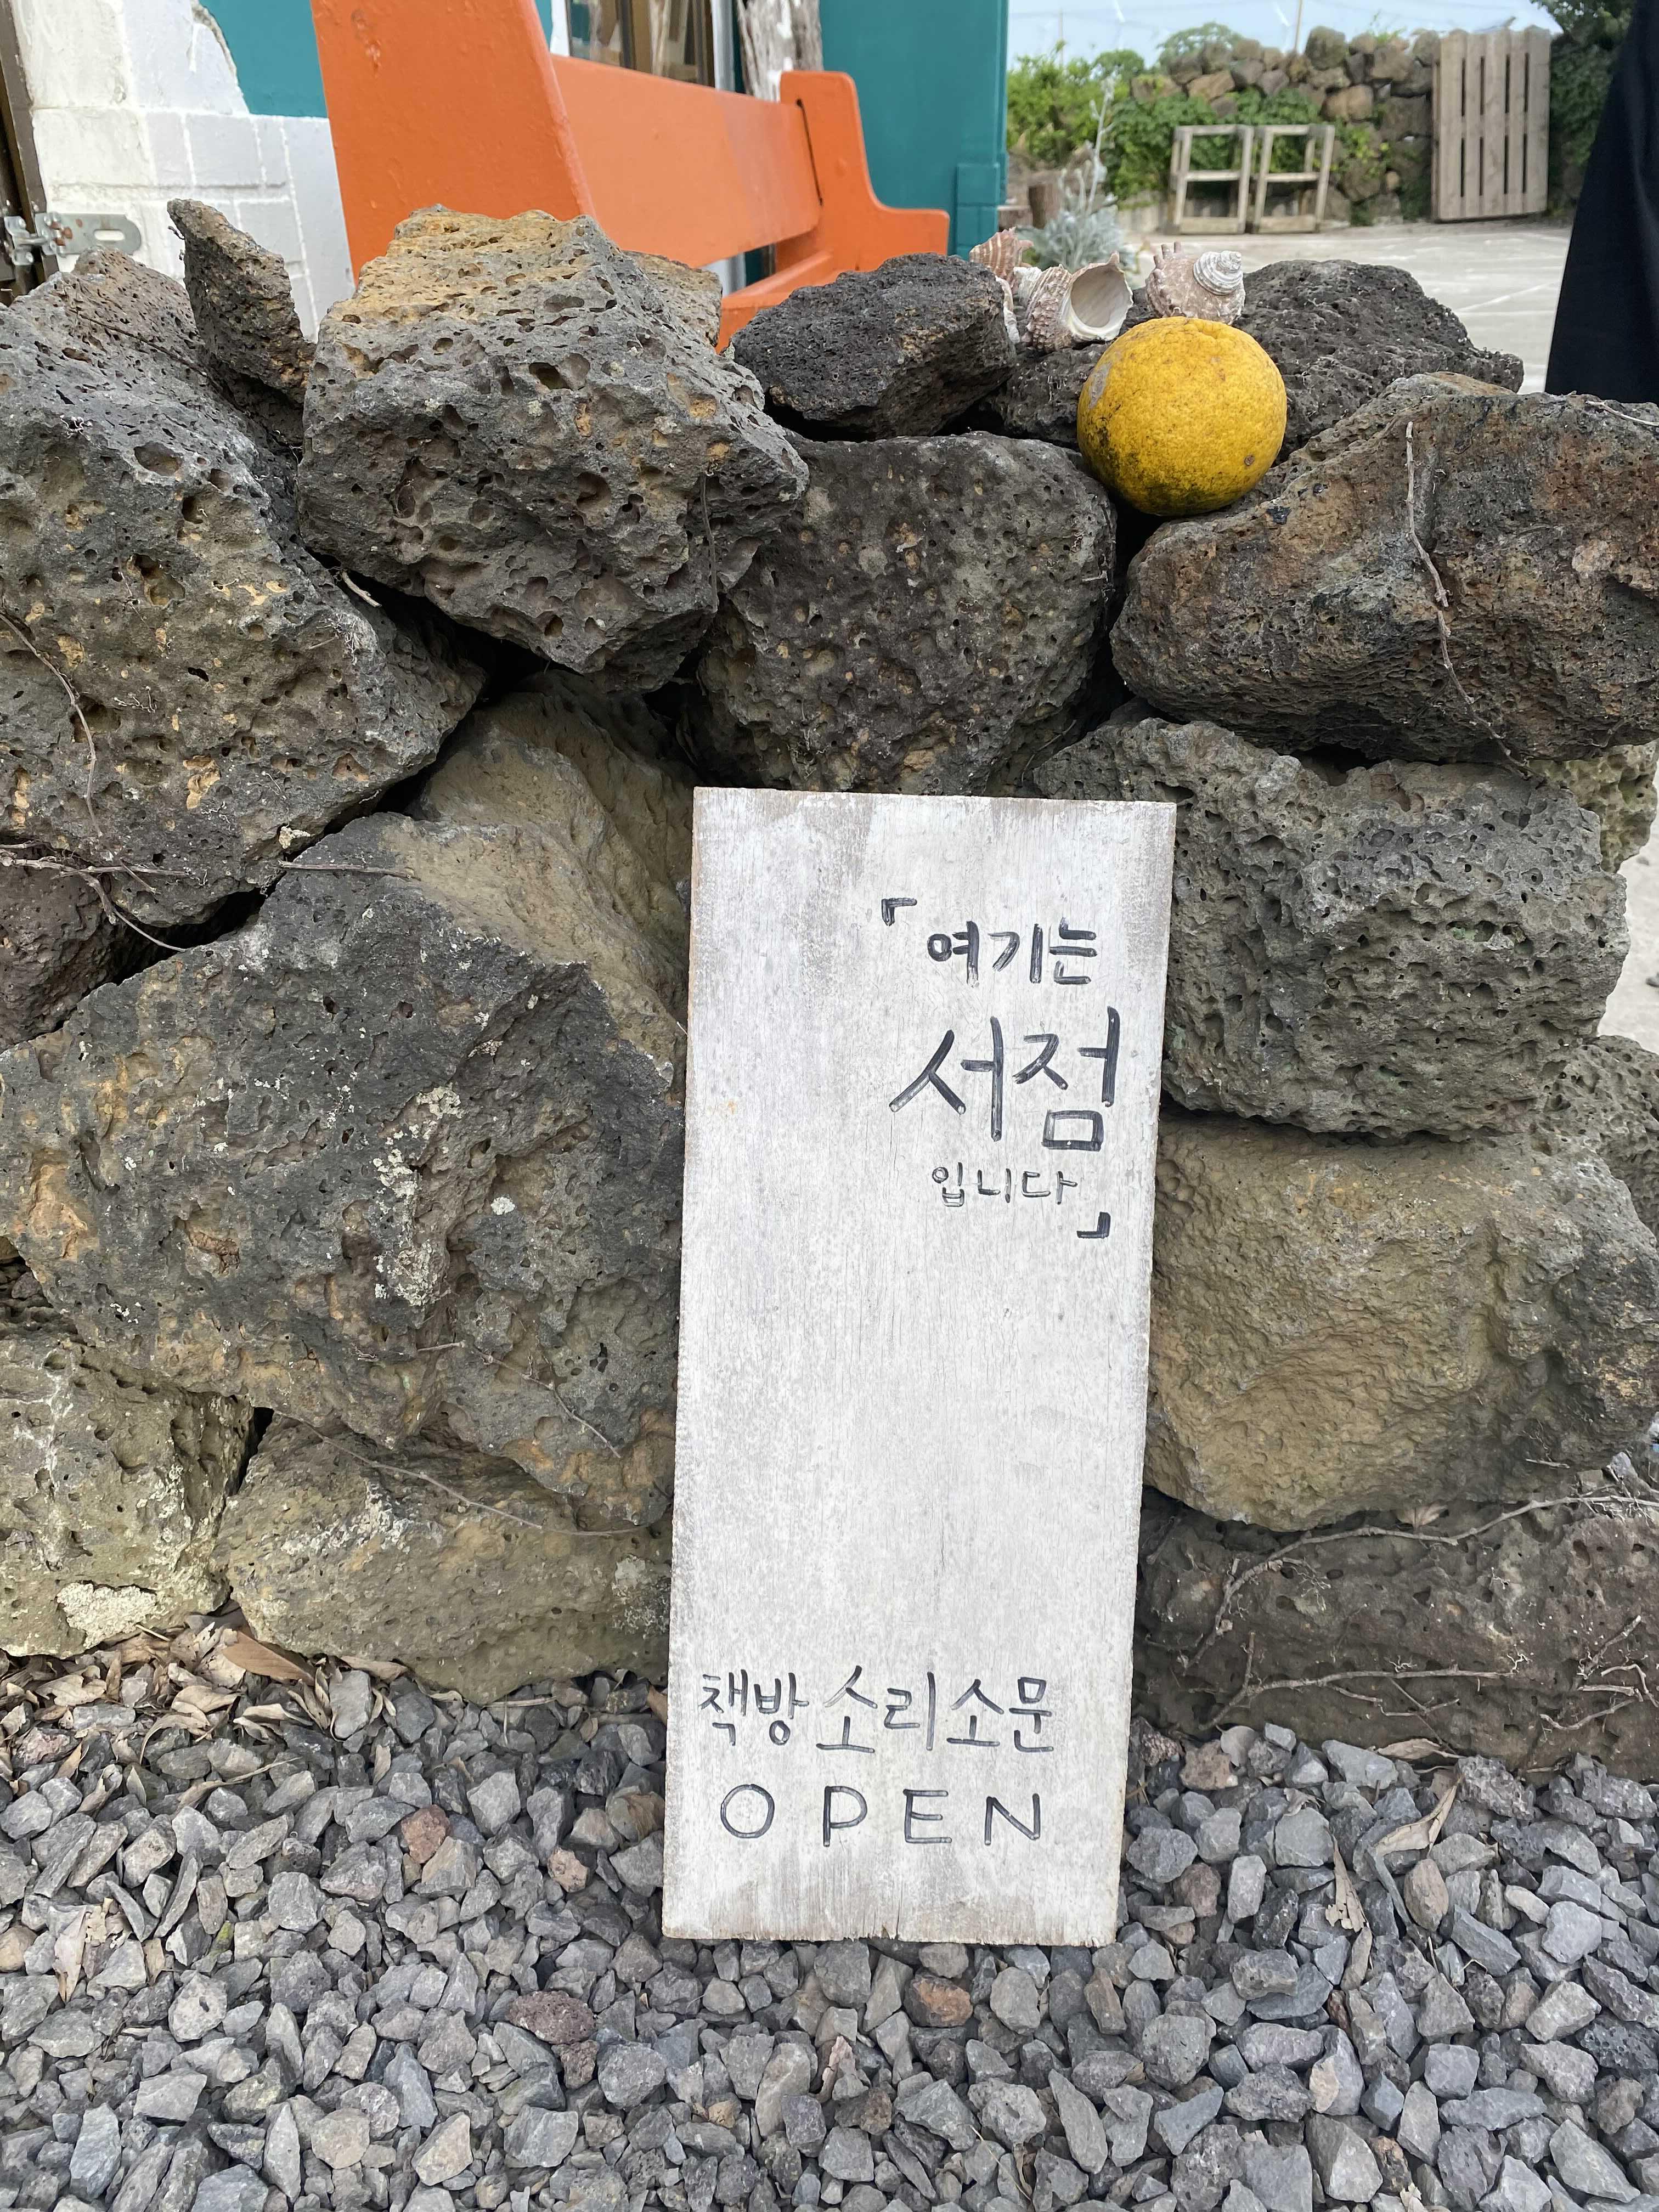 「여기는
서점
입니다」
책방 소리소문
OPEN